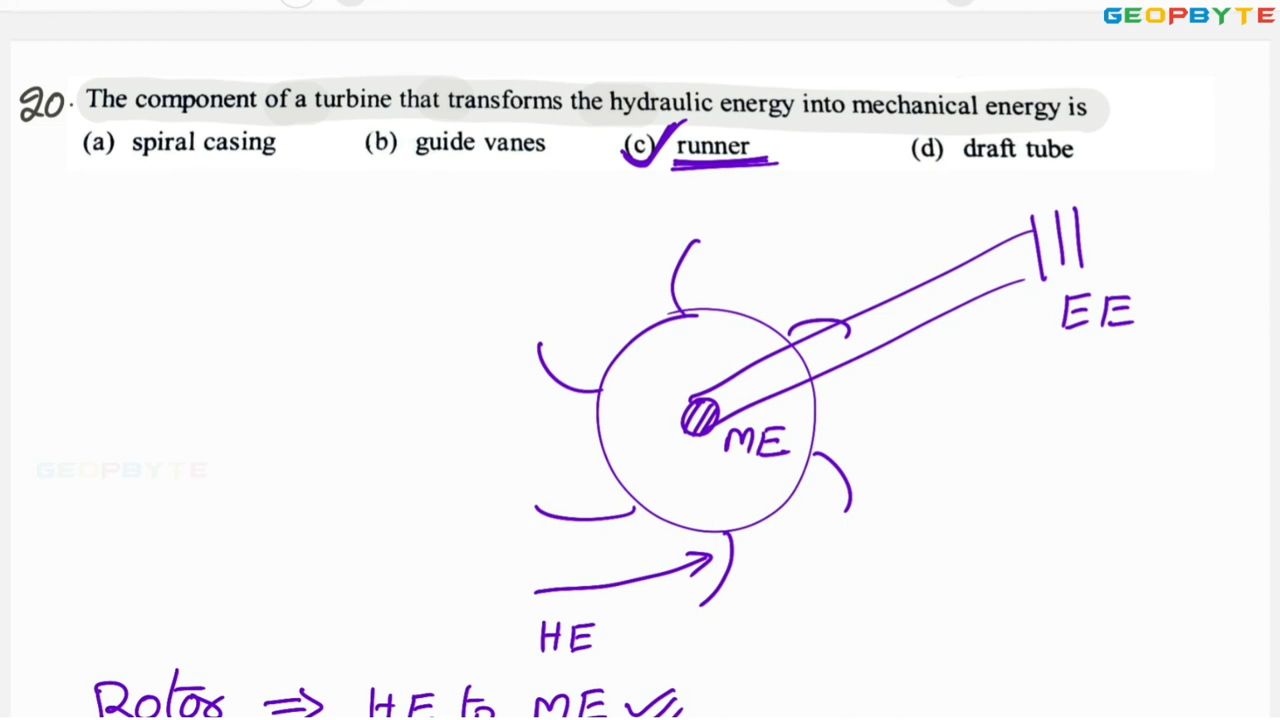 GEOPBYTE
20. The component of a turbine that transforms the hydraulic energy into mechanical energy is
(a) spiral casing (b) guide vanes (c) runner (d) draft tube
EE
ME
GEOPBYTE
HE
Rotor ⇒ HE to ME